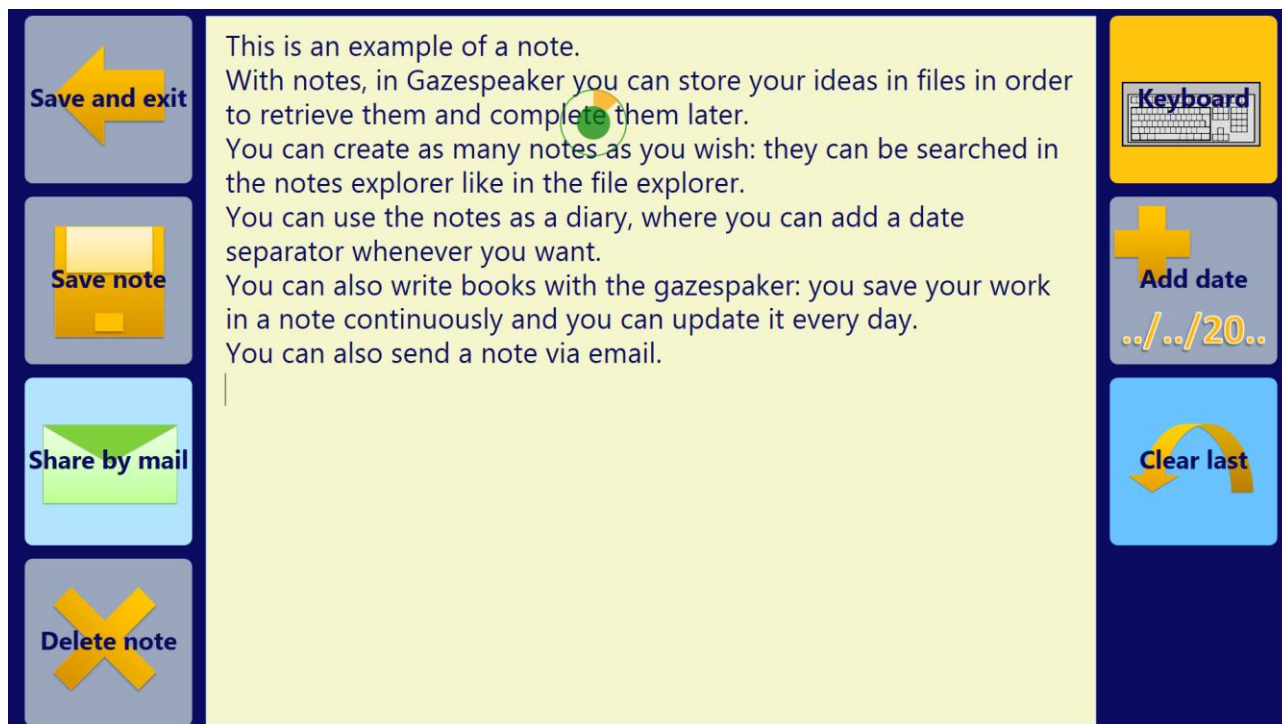 Save and exit
Save note
Share by mail
Delete note
This is an example of a note.
With notes, in Gazespeaker you can store your ideas in files in order
to retrieve them and complete them later.
You can create as many notes as you wish: they can be searched in
the notes explorer like in the file explorer.
You can use the notes as a diary, where you can add a date
separator whenever you want.
You can also write books with the gazespaker: you save your work
in a note continuously and you can update it every day.
You can also send a note via email.
Keyboard
Add date
../../20..
Clear last